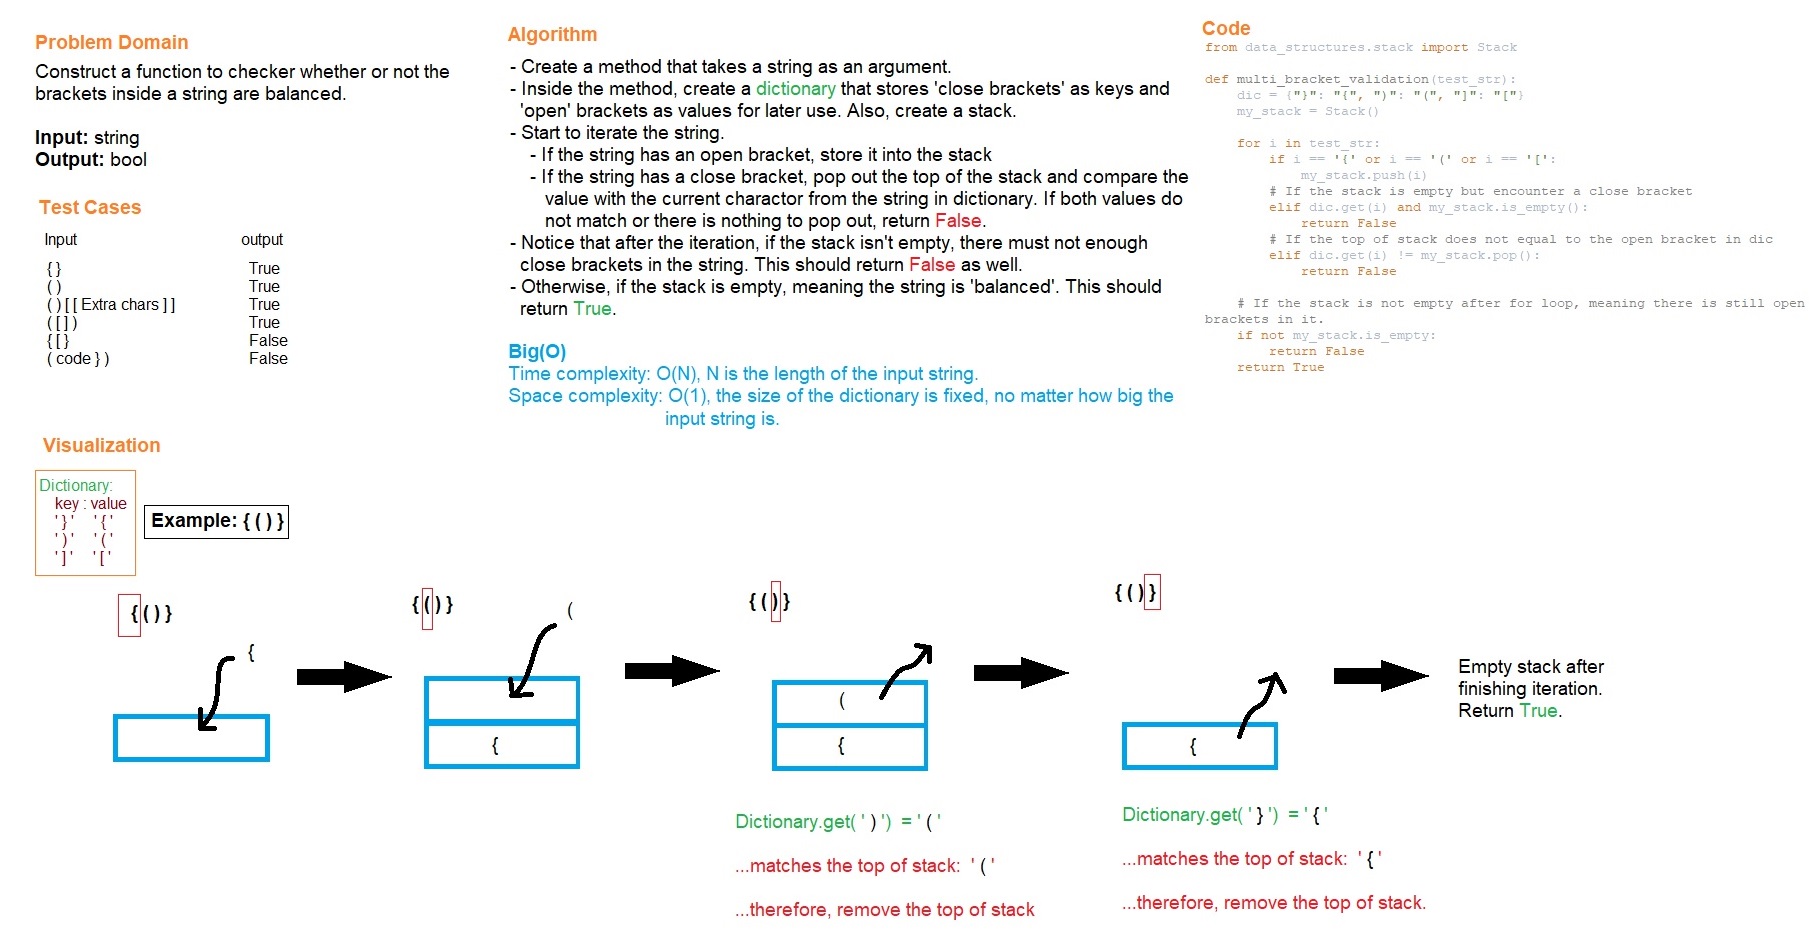 Problem Domain
Construct a function to checker whether or not the
brackets inside a string are balanced.
Input: string
Output: bool
Test Cases
Input output
{ } True
( ) True
( ) [ [ Extra chars ] ] True
( [ ] ) True
{ [ } False
( code } ) False
Algorithm
- Create a method that takes a string as an argument.
- Inside the method, create a dictionary that stores 'close brackets' as keys and
'open' brackets as values for later use. Also, create a stack.
- Start to iterate the string.
- If the string has an open bracket, store it into the stack
- If the string has a close bracket, pop out the top of the stack and compare the
value with the current charactor from the string in dictionary. If both values do
not match or there is nothing to pop out, return False.
- Notice that after the iteration, if the stack isn't empty, there must not enough
close brackets in the string. This should return False as well.
- Otherwise, if the stack is empty, meaning the string is 'balanced'. This should
return True.
Big(O)
Time complexity: O(N), N is the length of the input string.
Space complexity: O(1), the size of the dictionary is fixed, no matter how big the
input string is.
Code
from data_structures.stack import Stack
def multi_bracket_validation(test_str):
dic = {"}": "{", ")": "(", "]": "["}
my_stack = Stack()
for i in test_str:
if i == '{' or i == '(' or i == '[':
my_stack.push(i)
# If the stack is empty but encounter a close bracket
elif dic.get(i) and my_stack.is_empty():
return False
# If the top of stack does not equal to the open bracket in dic
elif dic.get(i) != my_stack.pop():
return False
# If the stack is not empty after for loop, meaning there is still open
brackets in it.
if not my_stack.is_empty:
return False
return True
Visualization
Dictionary:
key : value
'}' '{'
')' '('
']' '['
Example: { ( ) }
{ ( ) }
{
{ ( ) }
(
{
{ ( ) }
(
{
Dictionary.get( ' ) ') = ' ( '
...matches the top of stack: ' ( '
...therefore, remove the top of stack
{ ( ) }
{
Dictionary.get( ' } ') = ' { '
...matches the top of stack: ' { '
...therefore, remove the top of stack.
Empty stack after
finishing iteration.
Return True.